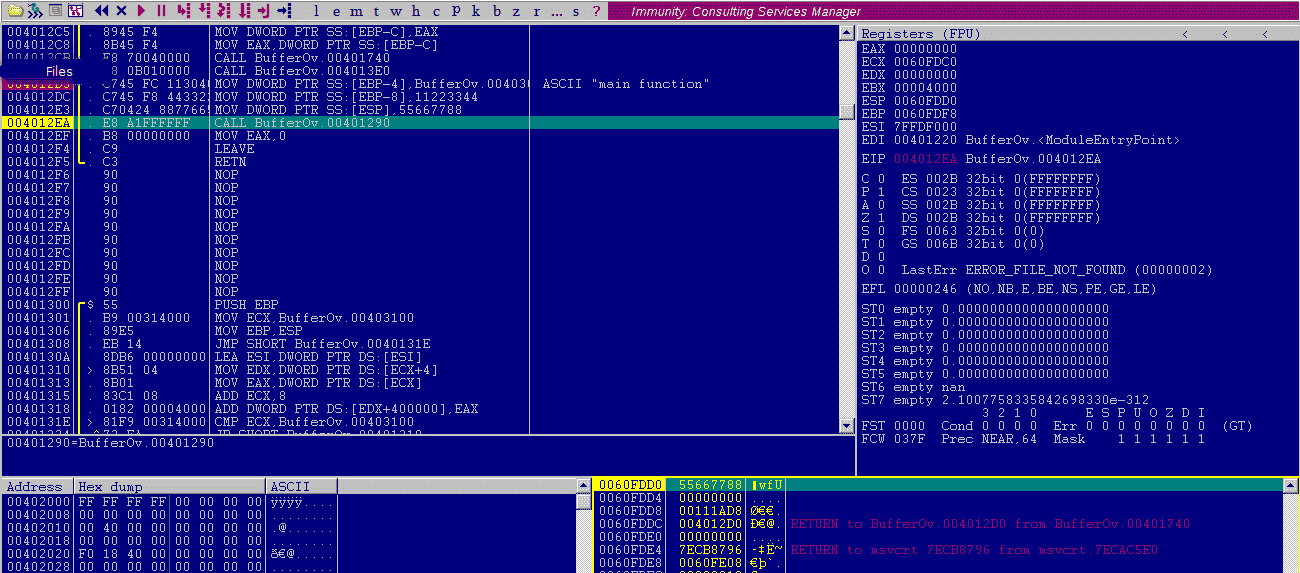 l e m t w h c p k b z r ... s ? Immunity: Consulting Services Manager
004012C5 . 8945 F4 MOV DWORD PTR SS:[EBP-C],EAX
004012C8 . 8B45 F4 MOV EAX,DWORD PTR SS:[EBP-C]
70040000 CALL BufferOv.00401740
Files 0B010000 CALL BufferOv.004013E0
C745 FC 113040 MOV DWORD PTR SS:[EBP-4],BufferOv.004030 ASCII "main function"
004012DC . C745 F8 443322 MOV DWORD PTR SS:[EBP-8],11223344
004012E3 . C70424 8877665 MOV DWORD PTR SS:[ESP],55667788
004012EA . E8 A1FFFFFF CALL BufferOv.00401290
004012EF . B8 00000000 MOV EAX,0
004012F4 . C9 LEAVE
004012F5 . C3 RETN
004012F6 90 NOP
004012F7 90 NOP
004012F8 90 NOP
004012F9 90 NOP
004012FA 90 NOP
004012FB 90 NOP
004012FC 90 NOP
004012FD 90 NOP
004012FE 90 NOP
004012FF 90 NOP
00401300 $ 55 PUSH EBP
00401301 . B9 00314000 MOV ECX,BufferOv.00403100
00401306 . 89E5 MOV EBP,ESP
00401308 . EB 14 JMP SHORT BufferOv.0040131E
0040130A 8DB6 00000000 LEA ESI,DWORD PTR DS:[ESI]
00401310 > 8B51 04 MOV EDX,DWORD PTR DS:[ECX+4]
00401313 . 8B01 MOV EAX,DWORD PTR DS:[ECX]
00401315 . 83C1 08 ADD ECX,8
00401318 . 0182 00004000 ADD DWORD PTR DS:[EDX+400000],EAX
0040131E > 81F9 00314000 CMP ECX,BufferOv.00403100
00401290=BufferOv.00401290
Registers (FPU) < < <
EAX 00000000
ECX 0060FDC0
EDX 00000000
EBX 00004000
ESP 0060FDD0
EBP 0060FDF8
ESI 7FFDF000
EDI 00401220 BufferOv.<ModuleEntryPoint>
EIP 004012EA BufferOv.004012EA
C 0 ES 002B 32bit 0(FFFFFFFF)
P 1 CS 0023 32bit 0(FFFFFFFF)
A 0 SS 002B 32bit 0(FFFFFFFF)
Z 1 DS 002B 32bit 0(FFFFFFFF)
S 0 FS 0063 32bit 0(0)
T 0 GS 006B 32bit 0(0)
D 0
O 0 LastErr ERROR_FILE_NOT_FOUND (00000002)
EFL 00000246 (NO,NB,E,BE,NS,PE,GE,LE)
ST0 empty 0.0000000000000000000
ST1 empty 0.0000000000000000000
ST2 empty 0.0000000000000000000
ST3 empty 0.0000000000000000000
ST4 empty 0.0000000000000000000
ST5 empty 0.0000000000000000000
ST6 empty nan
ST7 empty 2.1007758335842698330e-312
3 2 1 0 E S P U O Z D I
FST 0000 Cond 0 0 0 0 Err 0 0 0 0 0 0 0 0 (GT)
FCW 037F Prec NEAR,64 Mask 1 1 1 1 1 1
Address Hex dump ASCII
00402000 FF FF FF FF 00 00 00 00 ÿÿÿÿ....
00402008 00 00 00 00 00 00 00 00 ........
00402010 00 40 00 00 00 00 00 00 .@......
00402018 00 00 00 00 00 00 00 00 ........
00402020 F0 18 40 00 00 00 00 00
00402028 00 00 00 00 00 00 00 00 ........
0060FDD0 55667788 wfU
0060FDD4 00000000 ....
0060FDD8 00111AD8
0060FDDC 004012D0 RETURN to BufferOv.004012D0 from BufferOv.00401740
0060FDE0 00000000 ....
0060FDE4 7ECB8796 RETURN to msvcrt.7ECB8796 from msvcrt.7ECAC5E0
0060FDE8 0060FE08